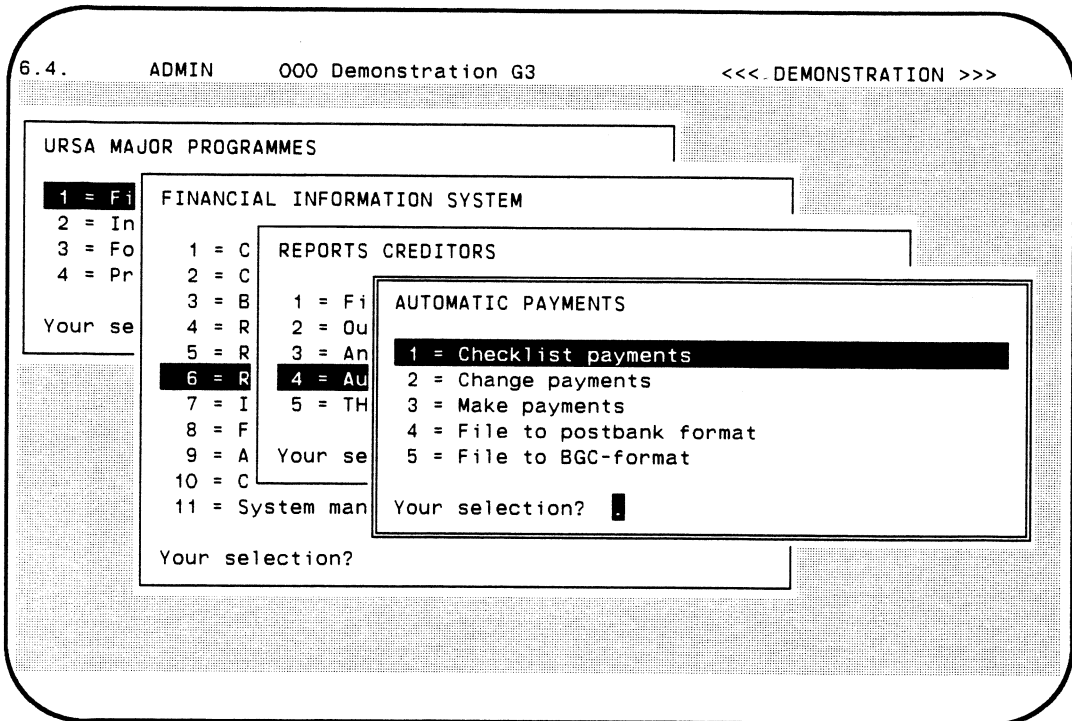 6.4. ADMIN 000 Demonstration G3 <<< DEMONSTRATION >>>
URSA MAJOR PROGRAMMES
1 = Fi
2 = In
3 = Fo
4 = Pr
Your se
FINANCIAL INFORMATION SYSTEM
1 = C
2 = C
3 = B
4 = R
5 = R
6 = R
7 = I
8 = F
9 = A
10 = C
11 = System man
Your selection?
REPORTS CREDITORS
1 = Fi
2 = Ou
3 = An
4 = Au
5 = TH
Your se
AUTOMATIC PAYMENTS
1 = Checklist payments
2 = Change payments
3 = Make payments
4 = File to postbank format
5 = File to BGC-format
Your selection? .